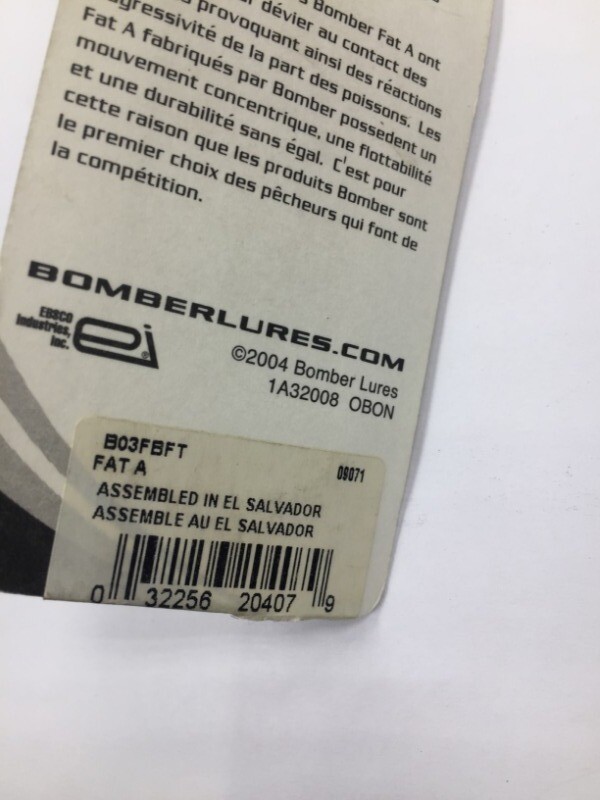 Bomber Fat A ont
dévier au contact des
provoquant ainsi des réactions
agressivité de la part des poissons. Les
Fat A fabriqués par Bomber possèdent un
mouvement concentrique, une flottabilité
et une durabilité sans égal. C'est pour
cette raison que les produits Bomber sont
le premier choix des pêcheurs qui font de
la compétition.
BOMBERLURES.COM
EBSCO
Industries,
Inc.
ei®
©2004 Bomber Lures
1A32008 OBON
B03FBFT
FAT A
09071
ASSEMBLED IN EL SALVADOR
ASSEMBLE AU EL SALVADOR
0 32256 20407 9